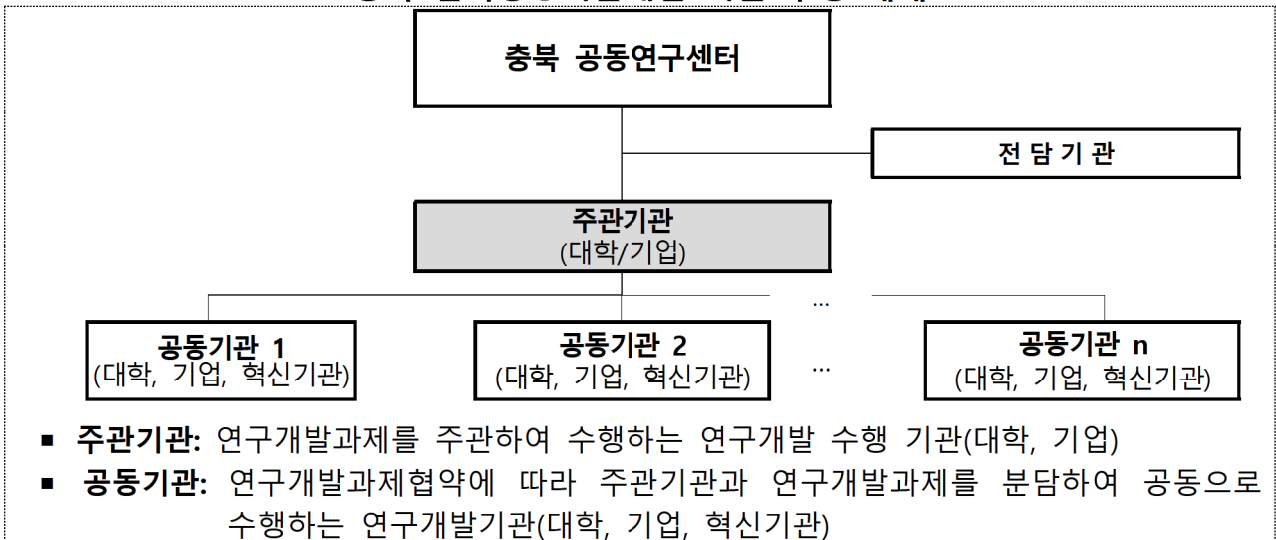 충북 공동연구센터
전 담 기 관
주관기관
(대학/기업)
...
공동기관 1
(대학, 기업, 혁신기관)
공동기관 2
(대학, 기업, 혁신기관)
...
공동기관 n
(대학, 기업, 혁신기관)
▪ 주관기관: 연구개발과제를 주관하여 수행하는 연구개발 수행 기관(대학, 기업)
▪ 공동기관: 연구개발과제협약에 따라 주관기관과 연구개발과제를 분담하여 공동으로
수행하는 연구개발기관(대학, 기업, 혁신기관)